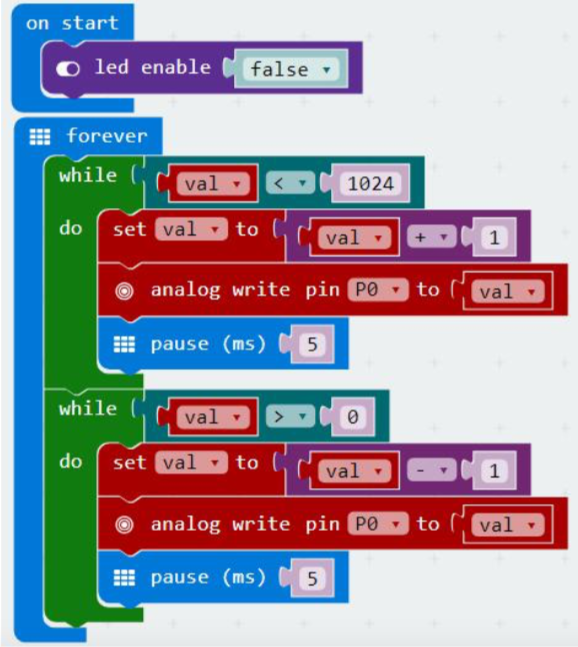 on start
led enable false
forever
while val < 1024
do set val to val + 1
analog write pin P0 to val
pause (ms) 5
while val > 0
do set val to val - 1
analog write pin P0 to val
pause (ms) 5